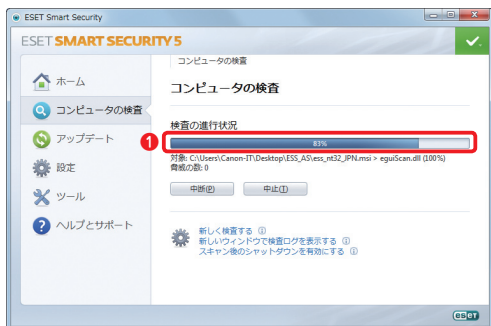 ESET Smart Security
ESET SMART SECURITY 5
コンピュータの検査
ホーム
コンピュータの検査
アップデート
設定
ツール
ヘルプとサポート
コンピュータの検査
検査の進行状況
1
83%
対象: C:\Users\Canon-IT\Desktop\ESS_AS\ess_nt32_JPN.msi > eguiScan.dll (100%)
脅威の数: 0
中断(P)
中止(T)
新しく検査する
新しいウィンドウで検査ログを表示する
スキャン後のシャットダウンを有効にする
eset